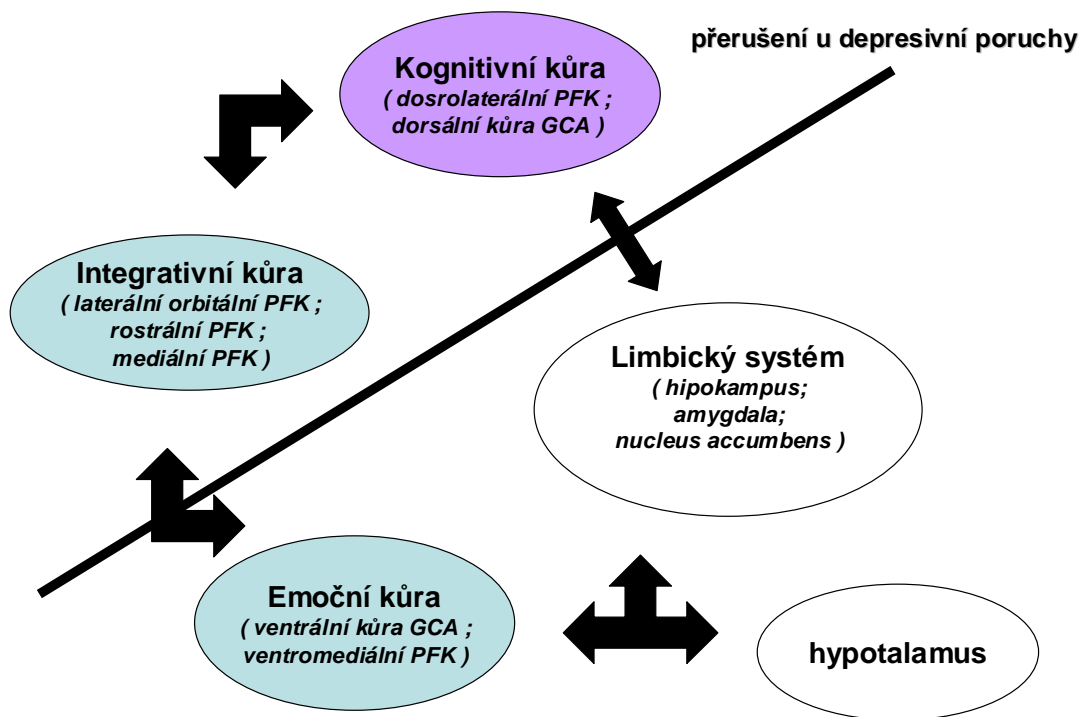 přerušení u depresivní poruchy
Kognitivní kůra
( dosrolaterální PFK ;
dorsální kůra GCA )
Integrativní kůra
( laterální orbitální PFK ;
rostrální PFK ;
mediální PFK )
Limbický systém
( hipokampus;
amygdala;
nucleus accumbens )
Emoční kůra
( ventrální kůra GCA ;
ventromediální PFK )
hypotalamus